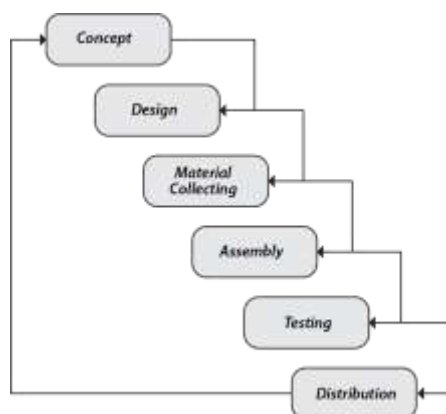 Concept
Design
Material
Collecting
Assembly
Testing
Distribution